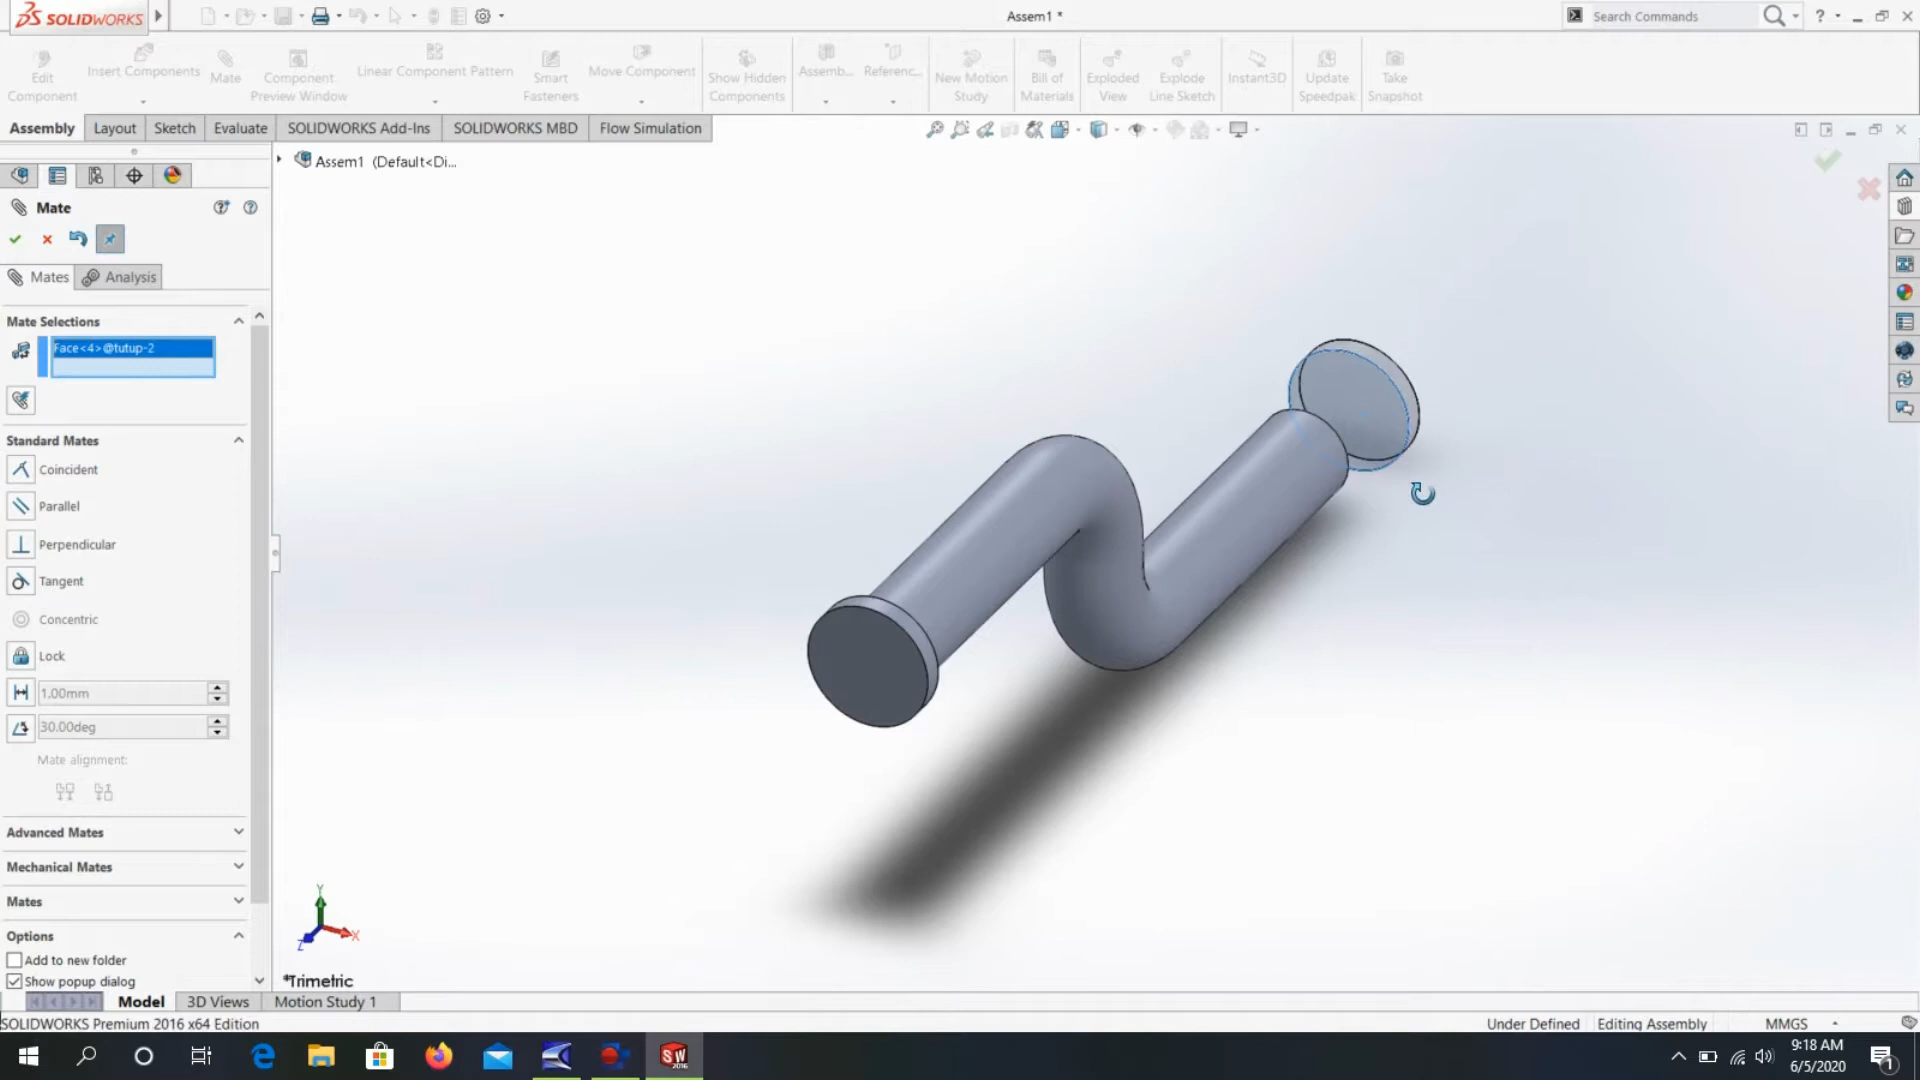 SOLIDWORKS
Assem1 *
Search Commands
Edit Component
Insert Components
Mate
Component Preview Window
Linear Component Pattern
Smart Fasteners
Move Component
Show Hidden Components
Assemb...
Referenc...
New Motion Study
Bill of Materials
Exploded View
Explode Line Sketch
Instant3D
Update Speedpak
Take Snapshot
Assembly
Layout
Sketch
Evaluate
SOLIDWORKS Add-Ins
SOLIDWORKS MBD
Flow Simulation
Assem1 (Default<Di...
Mate
Mates
Analysis
Mate Selections
Face<4>@tutup-2
Standard Mates
Coincident
Parallel
Perpendicular
Tangent
Concentric
Lock
1.00mm
30.00deg
Mate alignment:
Advanced Mates
Mechanical Mates
Mates
Options
Add to new folder
Show popup dialog
Y
X
Z
*Trimetric
Model
3D Views
Motion Study 1
SOLIDWORKS Premium 2016 x64 Edition
Under Defined
Editing Assembly
MMGS
SW
2016
9:18 AM
6/5/2020
1